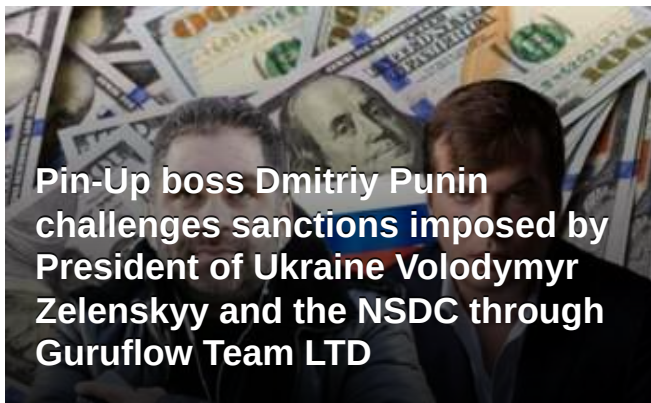 Pin-Up boss Dmitriy Punin
challenges sanctions imposed by
President of Ukraine Volodymyr
Zelenskyy and the NSDC through
Guruflow Team LTD
100